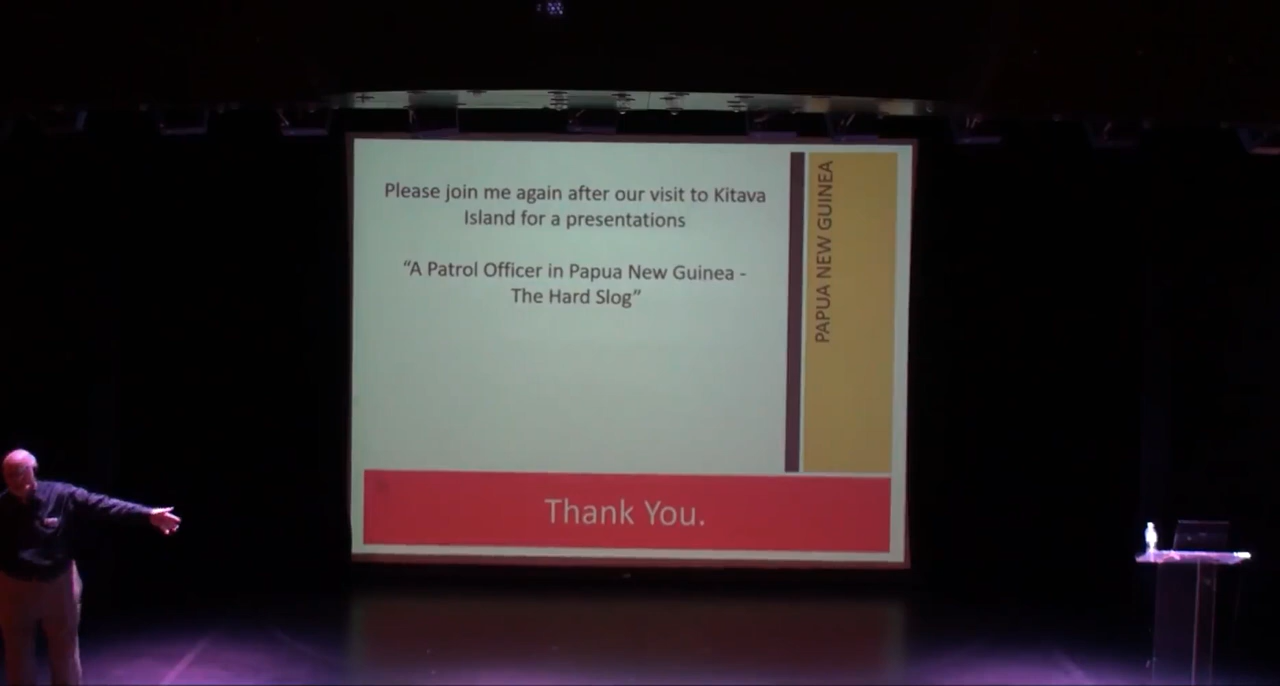 Please join me again after our visit to Kitava
Island for a presentations
“A Patrol Officer in Papua New Guinea -
The Hard Slog”
PAPUA NEW GUINEA
Thank You.